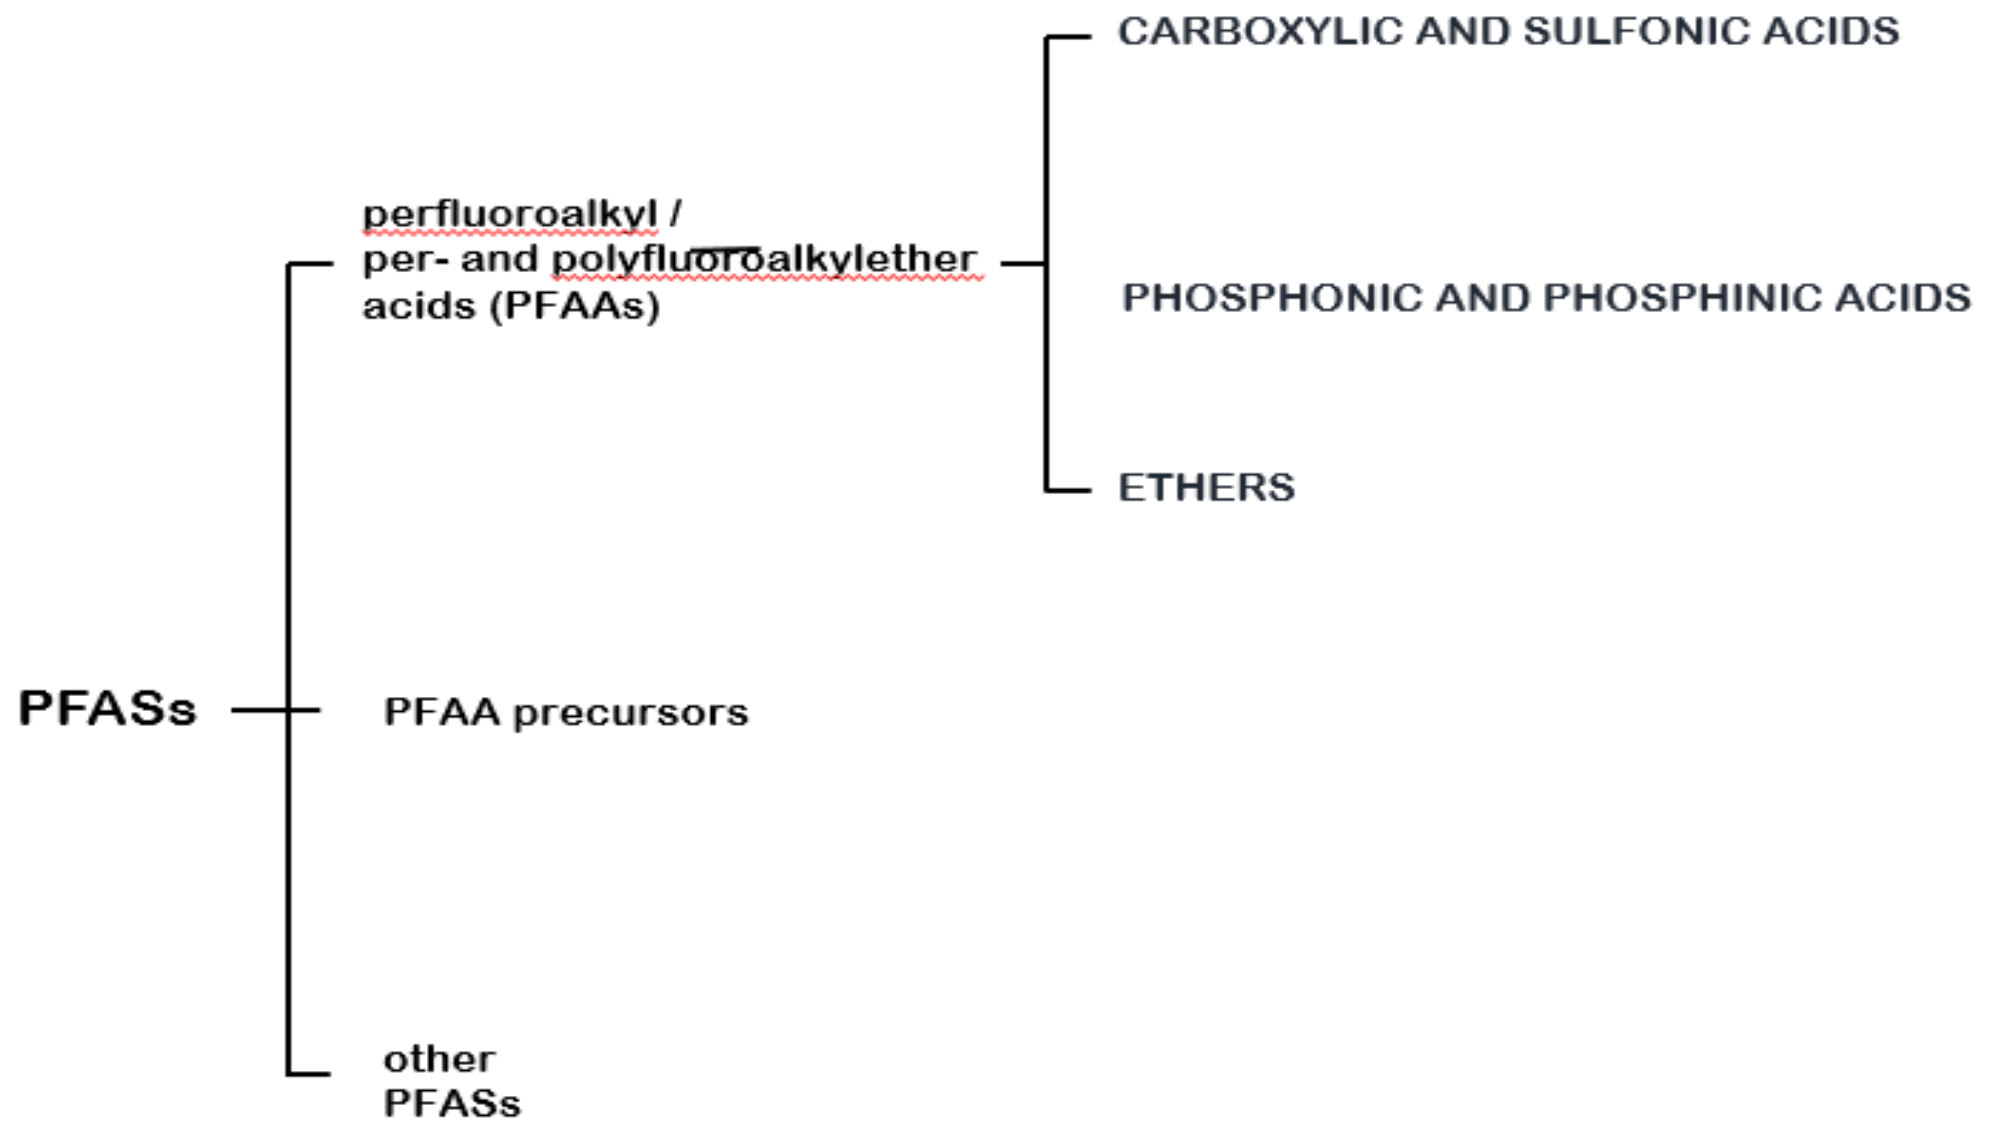 CARBOXYLIC AND SULFONIC ACIDS
perfluoroalkyl /
per- and polyfluoroalkylether
acids (PFAAs)
PHOSPHONIC AND PHOSPHINIC ACIDS
ETHERS
PFASs
PFAA precursors
other
PFASs